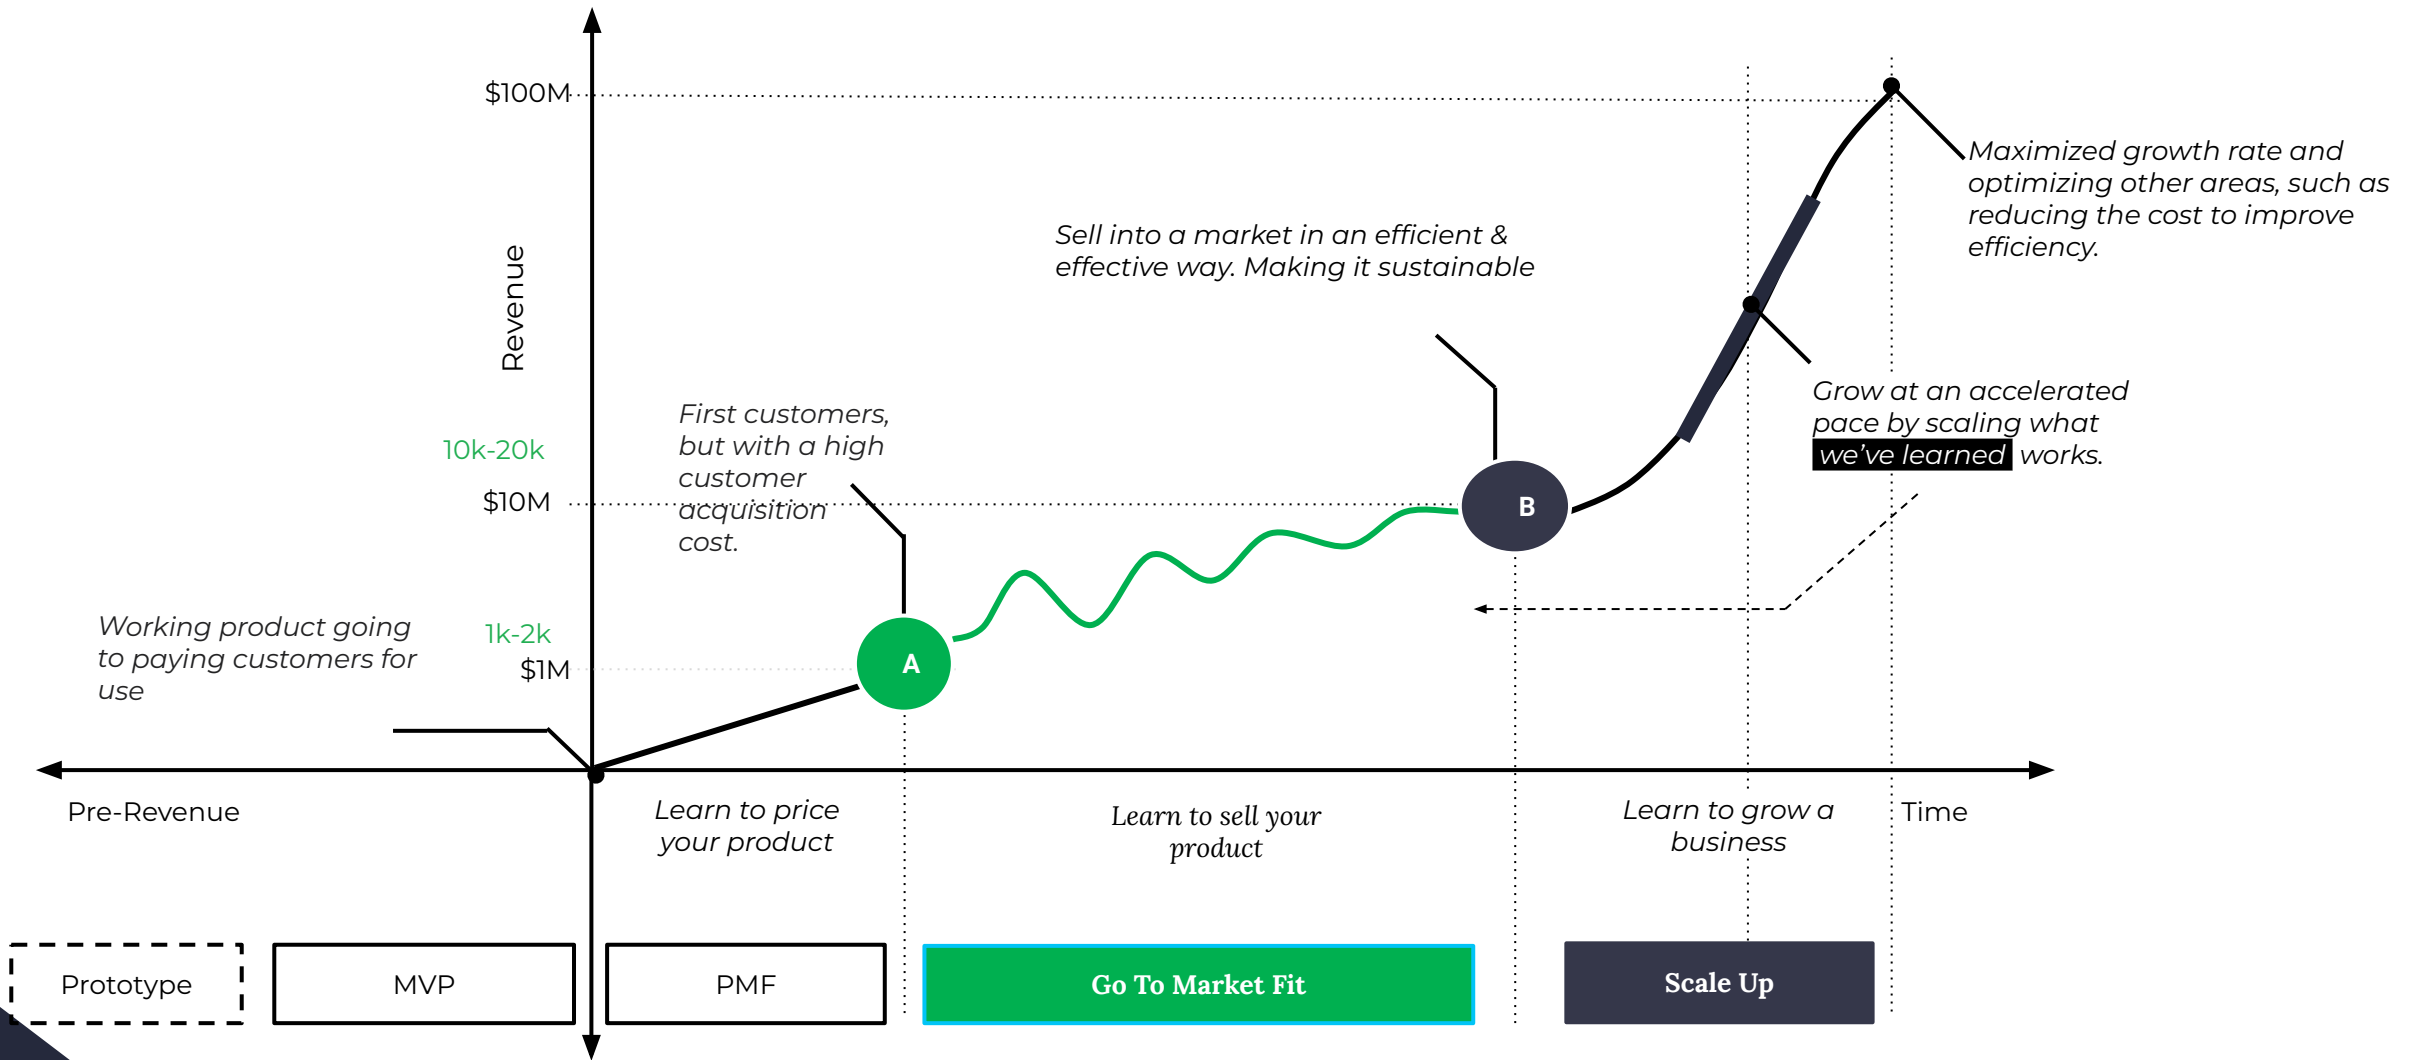 $100M
Maximized growth rate and
optimizing other areas, such as
reducing the cost to improve
efficiency.
Sell into a market in an efficient &
effective way. Making it sustainable
Revenue
Grow at an accelerated
pace by scaling what
we've learned works.
First customers,
but with a high
customer
acquisition
cost.
10k-20k
$10M
B
Working product going
to paying customers for
use
1k-2k
$1M
A
Pre-Revenue
Learn to price
your product
Learn to sell your
product
Learn to grow a
business
Time
Prototype
MVP
PMF
Go To Market Fit
Scale Up